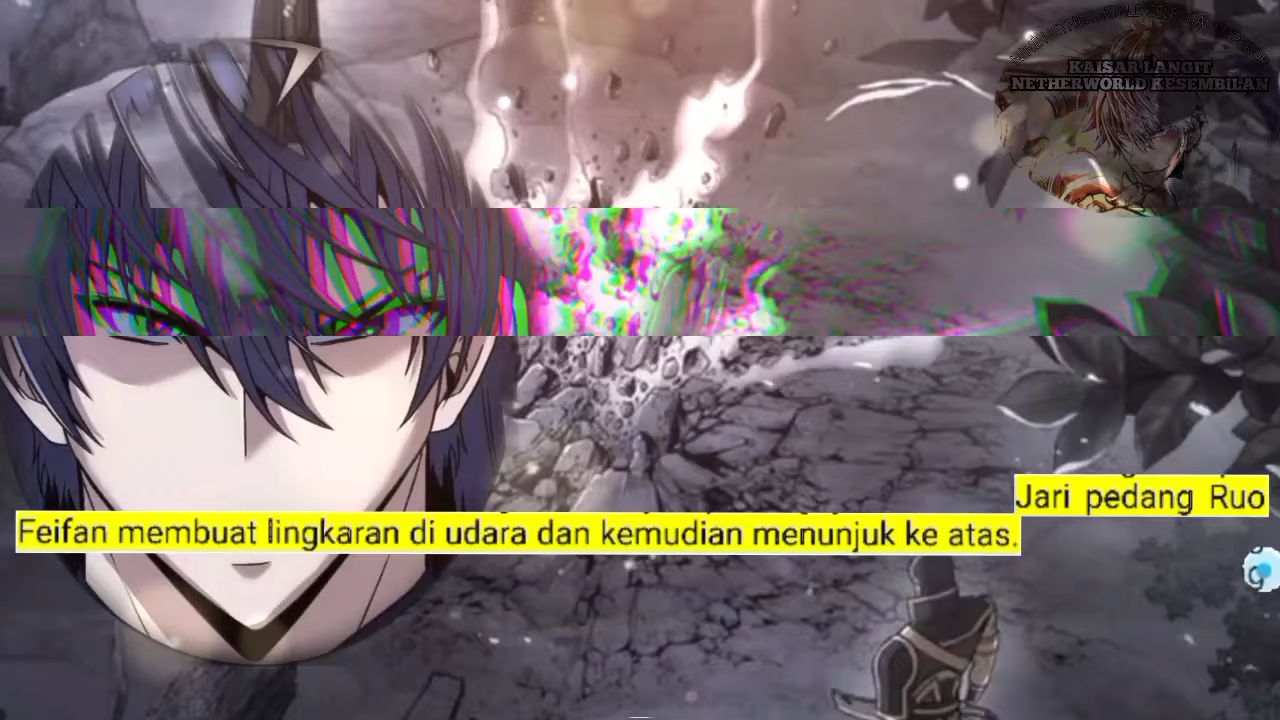 KAISAR LANGIT
NETHERWORLD KESEMBILAN
Jari pedang Ruo
Feifan membuat lingkaran di udara dan kemudian menunjuk ke atas.